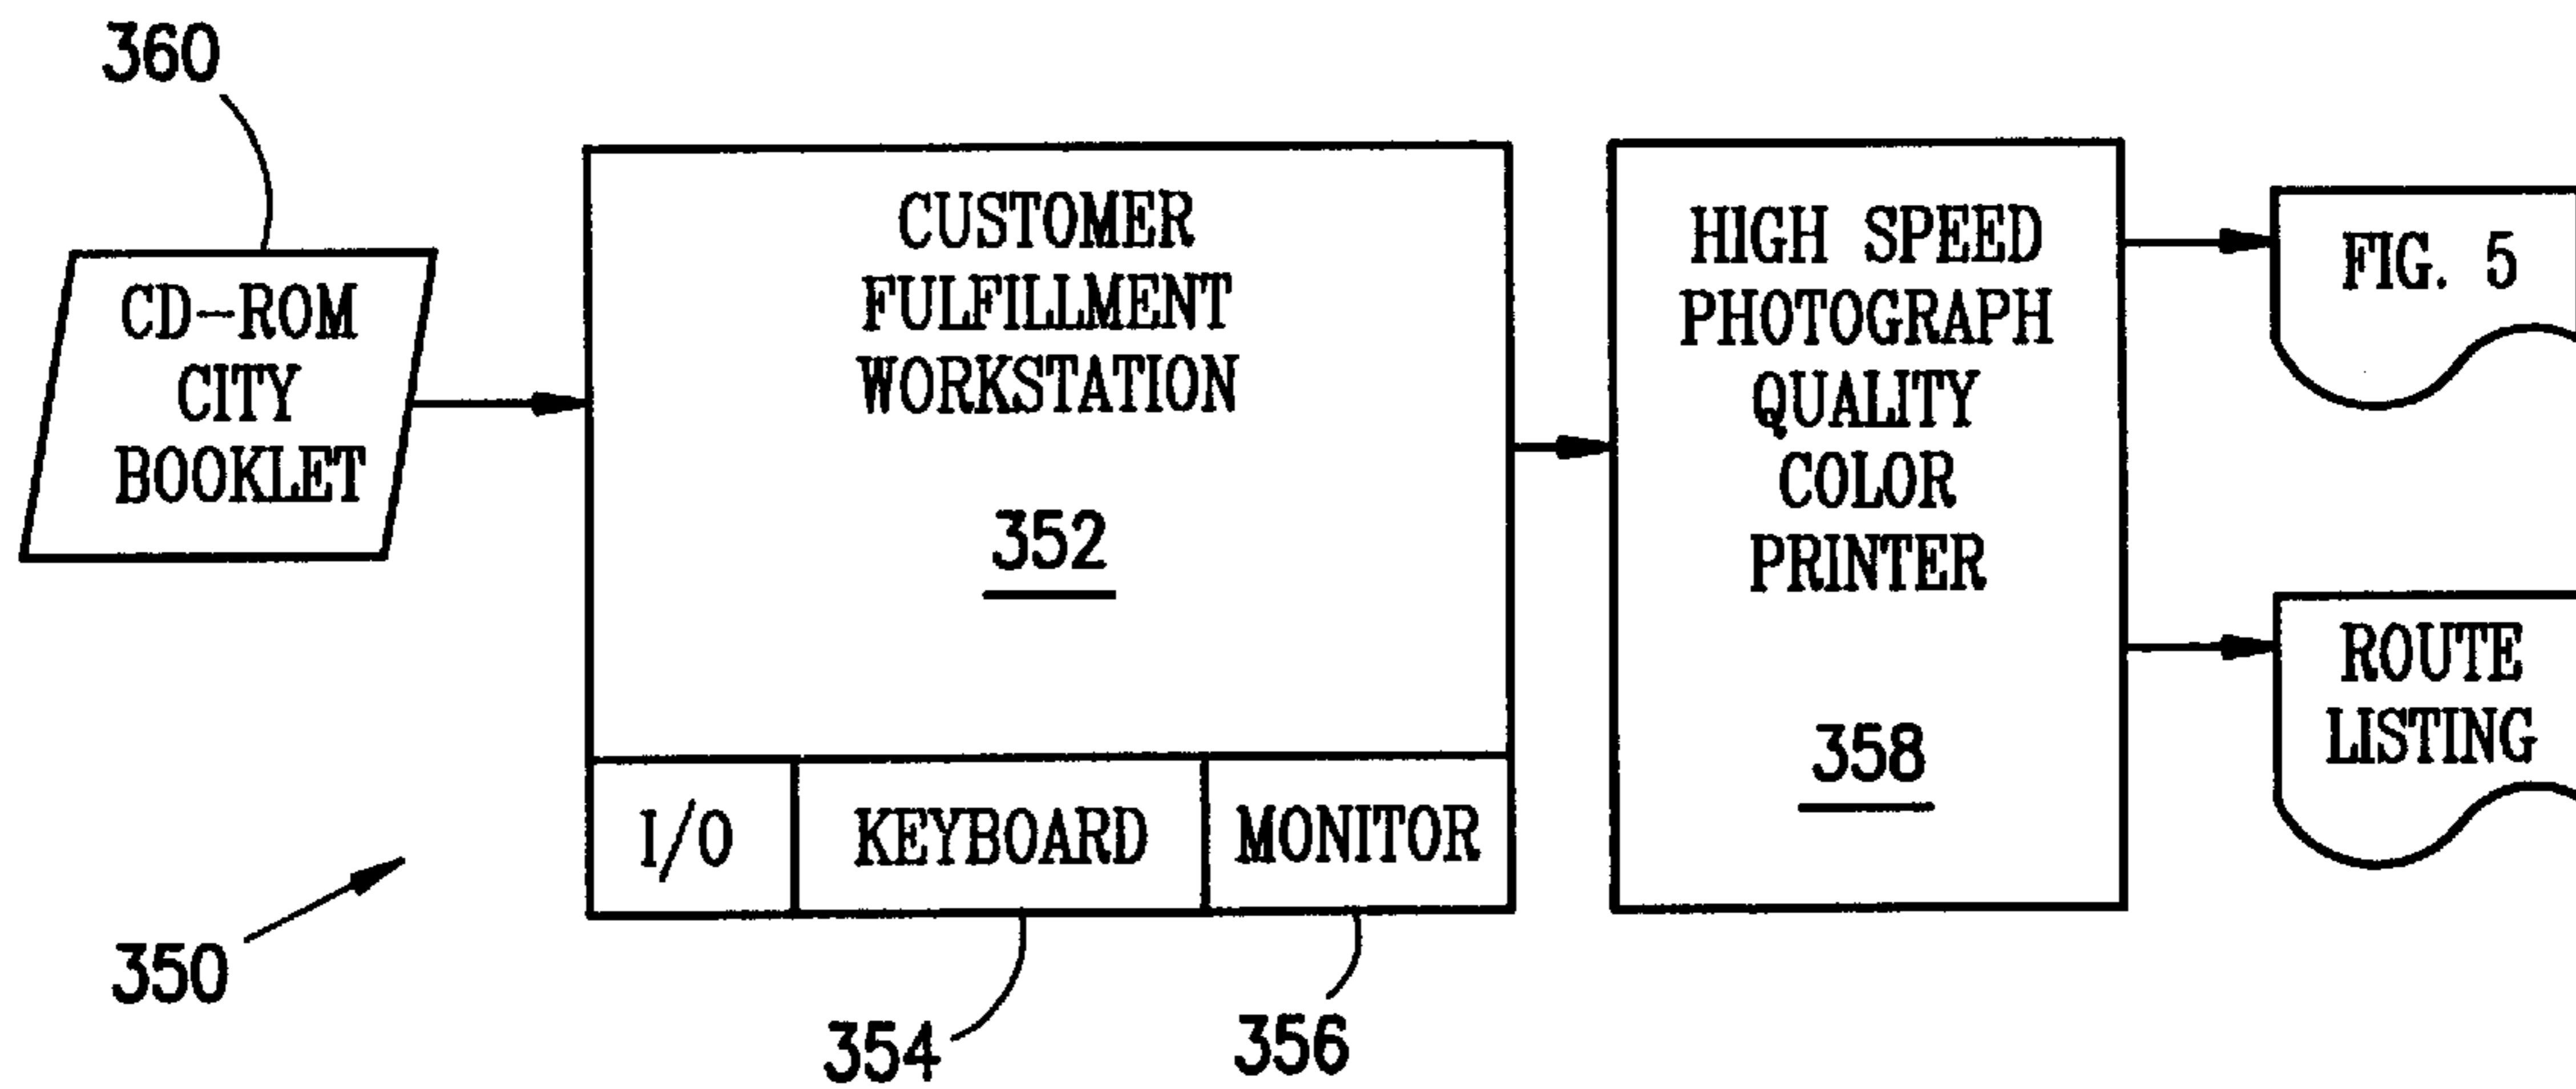 360
CD-ROM
CITY
BOOKLET
CUSTOMER
FULFILLMENT
WORKSTATION
352
I/O
KEYBOARD
MONITOR
HIGH SPEED
PHOTOGRAPH
QUALITY
COLOR
PRINTER
358
FIG. 5
ROUTE
LISTING
350
354
356